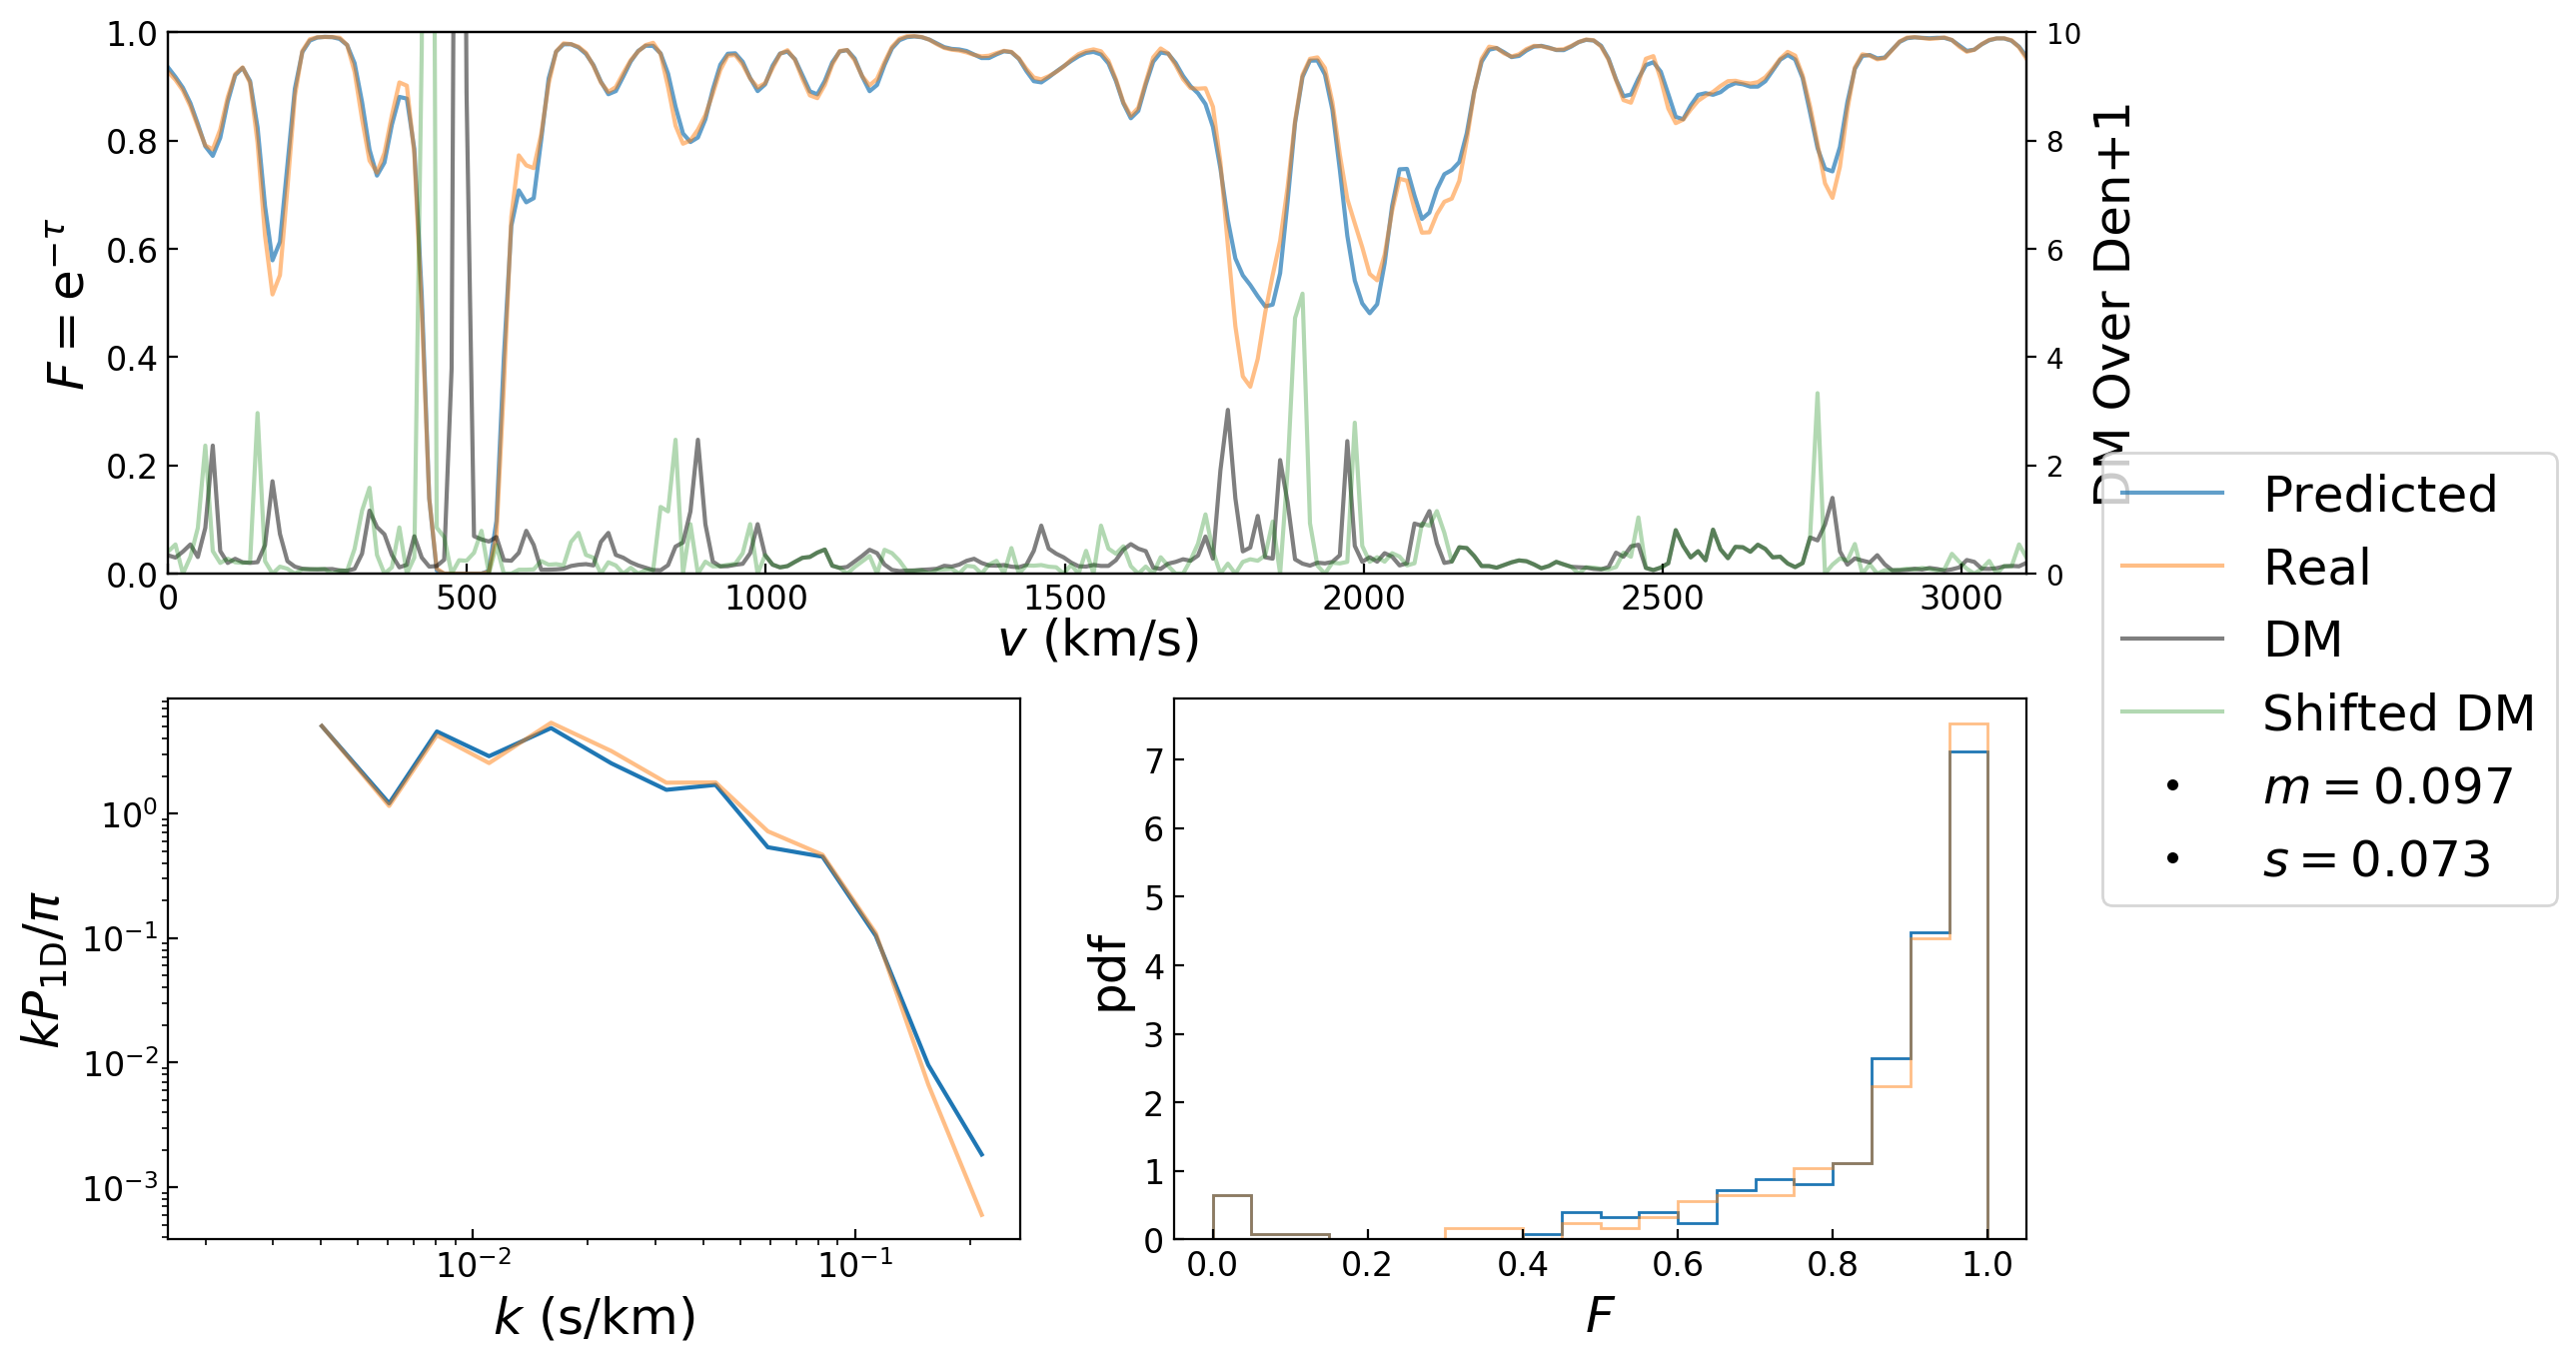 1.0
0.8
0.6
0.4
0.2
0.0
F = e^{−τ}
10
8
6
4
2
0
DM Over Den+1
0 500 1000 1500 2000 2500 3000
v (km/s)
Predicted
Real
DM
Shifted DM
m = 0.097
s = 0.073
10^0
10^{−1}
10^{−2}
10^{−3}
kP_{1D}/π
10^{−2} 10^{−1}
k (s/km)
7
6
5
4
3
2
1
0
pdf
0.0 0.2 0.4 0.6 0.8 1.0
F